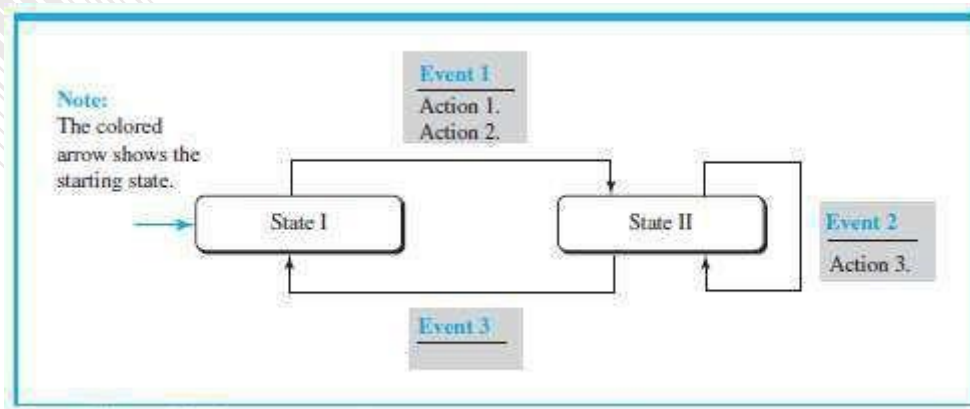 Note:
The colored
arrow shows the
starting state.
Event 1
Action 1.
Action 2.
State I
State II
Event 2
Action 3.
Event 3